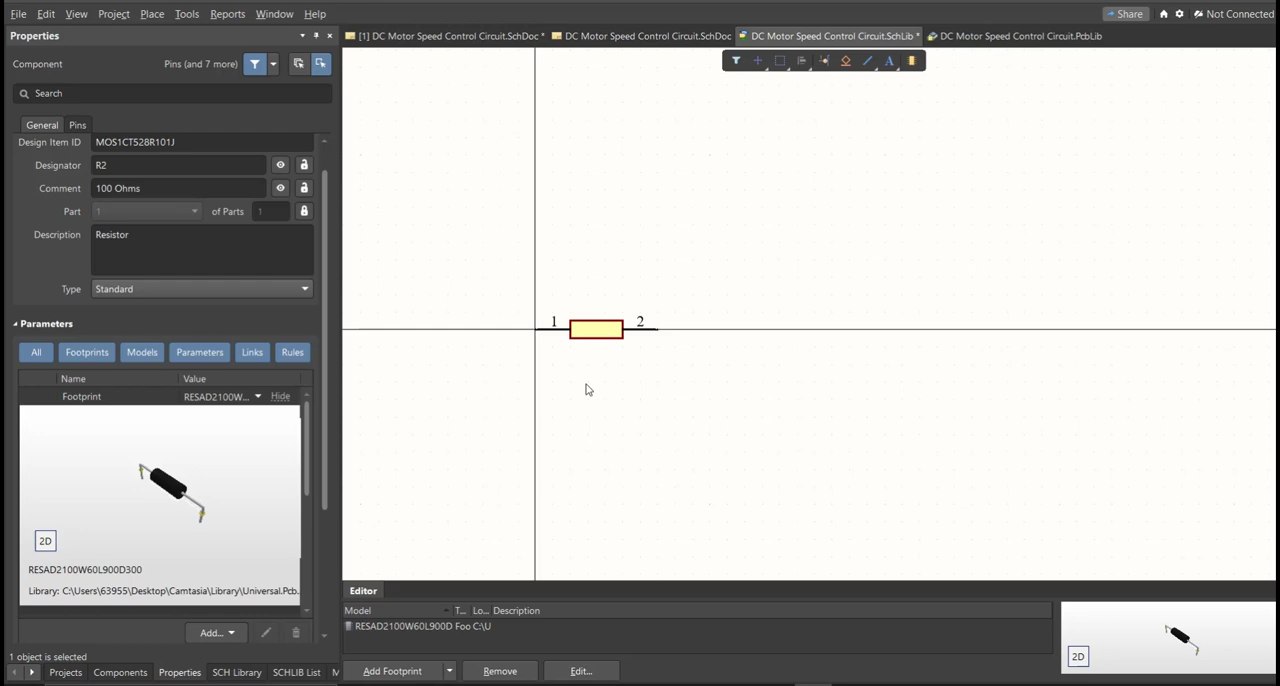 File Edit View Project Place Tools Reports Window Help Share Not Connected
Properties
[1] DC Motor Speed Control Circuit.SchDoc * DC Motor Speed Control Circuit.SchDoc DC Motor Speed Control Circuit.SchLib * DC Motor Speed Control Circuit.PcbLib
Component Pins (and 7 more)
Search
General Pins
Design Item ID MOS1CT528R101J
Designator R2
Comment 100 Ohms
Part 1 of Parts 1
Description Resistor
Type Standard
Parameters
All Footprints Models Parameters Links Rules
Name Value
Footprint RESAD2100W... Hide
2D
RESAD2100W60L900D300
Library: C:\Users\63955\Desktop\Camtasia\Library\Universal.Pcb.
Add...
1 object is selected
Projects Components Properties SCH Library SCHLIB List M
1 2
A
Editor
Model T... Lo... Description
RESAD2100W60L900D Foo C:\U
2D
Add Footprint Remove Edit...